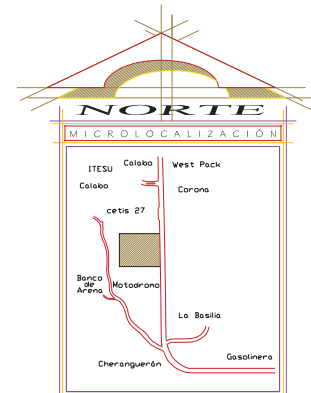 NORTE
MICROLOCALIZACIÓN
Calabo
West Pack
ITESU
Calabo
Corona
cetis 27
Banco
de
Arena
Motodromo
La Basilia
Gasolinera
Cheranguerán